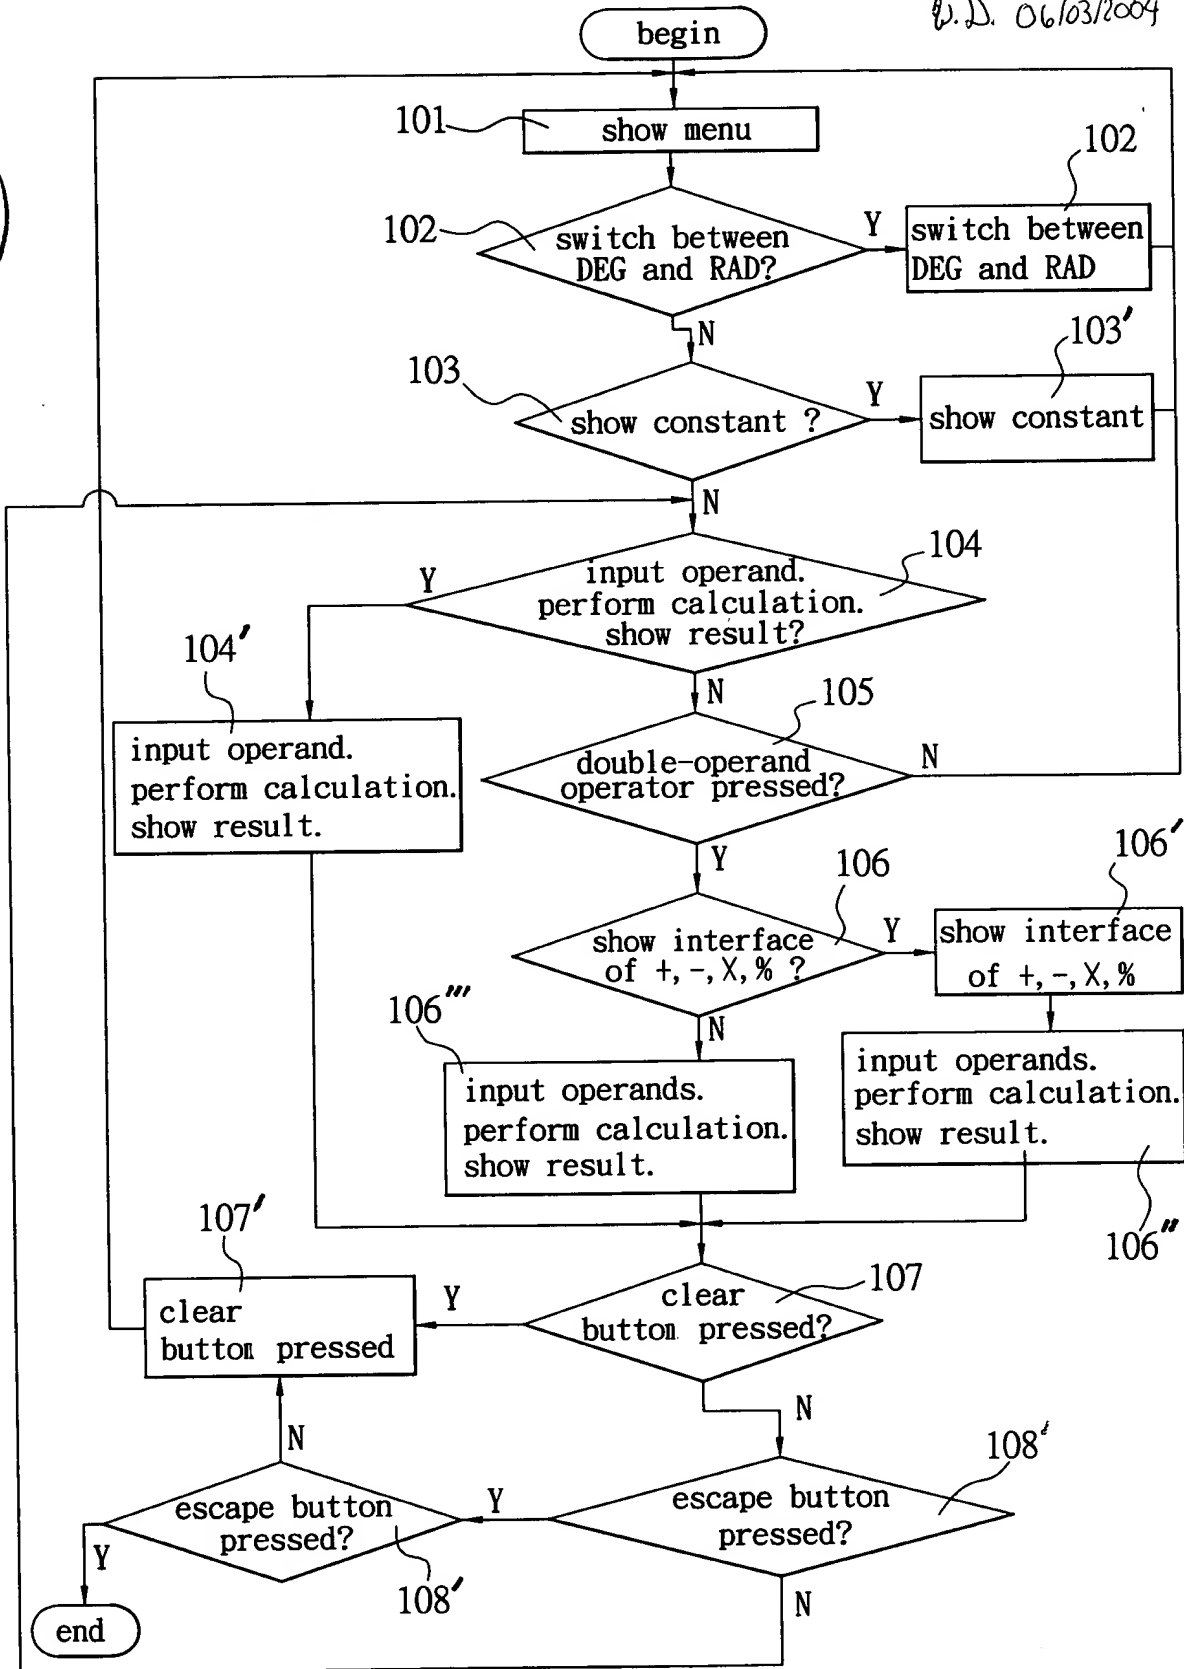 W.D. 06/03/2004
begin
101
show menu
102
switch between
DEG and RAD?
Y
102
switch between
DEG and RAD
N
103
show constant ?
Y
103'
show constant
N
104
input operand.
perform calculation.
show result?
Y
104'
input operand.
perform calculation.
show result.
N
105
double-operand
operator pressed?
N
Y
106
show interface
of +, -, X, % ?
Y
106'
show interface
of +, -, X, %
N
106'''
input operands.
perform calculation.
show result.
input operands.
perform calculation.
show result.
106''
107'
clear
button pressed
Y
107
clear
button pressed?
N
N
108'
escape button
pressed?
Y
escape button
pressed?
108'
Y
N
end